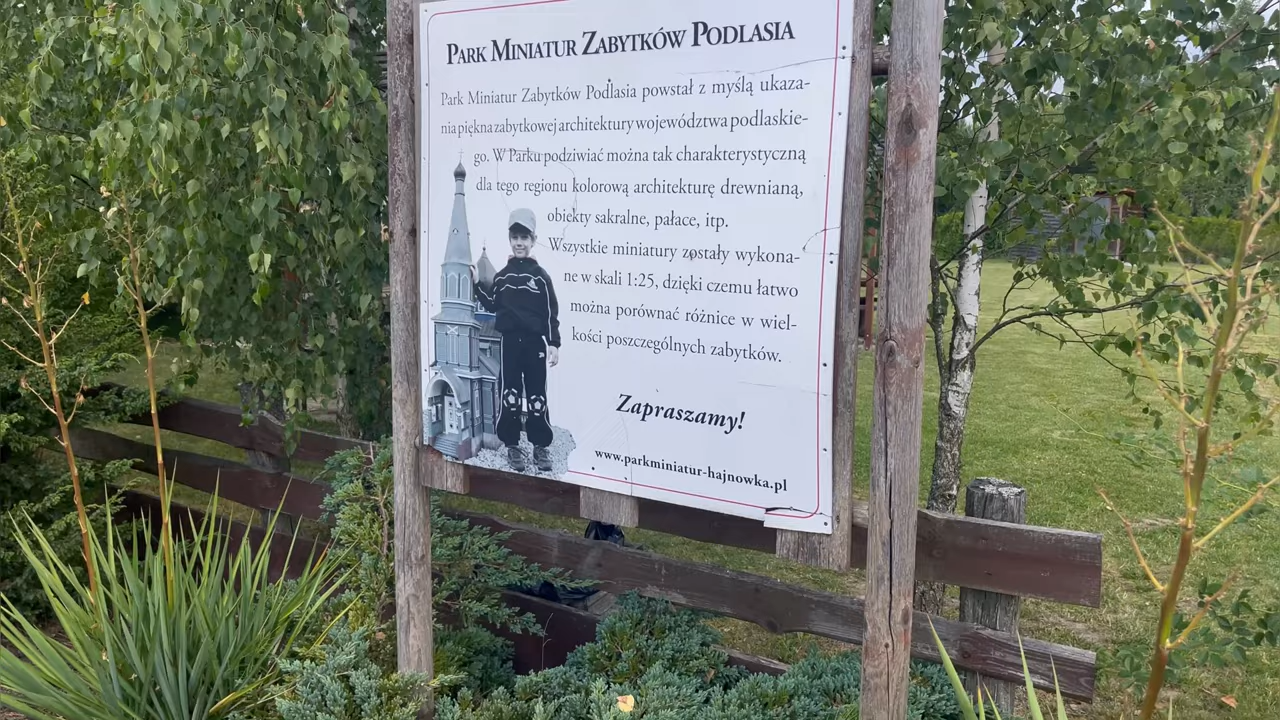 Park Miniatur Zabytków Podlasia
Park Miniatur Zabytków Podlasia powstał z myślą ukaza-
nia piękna zabytkowej architektury województwa podlaskie-
go. W Parku podziwiać można tak charakterystyczną
dla tego regionu kolorową architekturę drewnianą,
obiekty sakralne, pałace, itp.
Wszystkie miniatury zostały wykona-
ne w skali 1:25, dzięki czemu łatwo
można porównać różnice w wiel-
kości poszczególnych zabytków.
Zapraszamy!
www.parkminiatur-hajnowka.pl